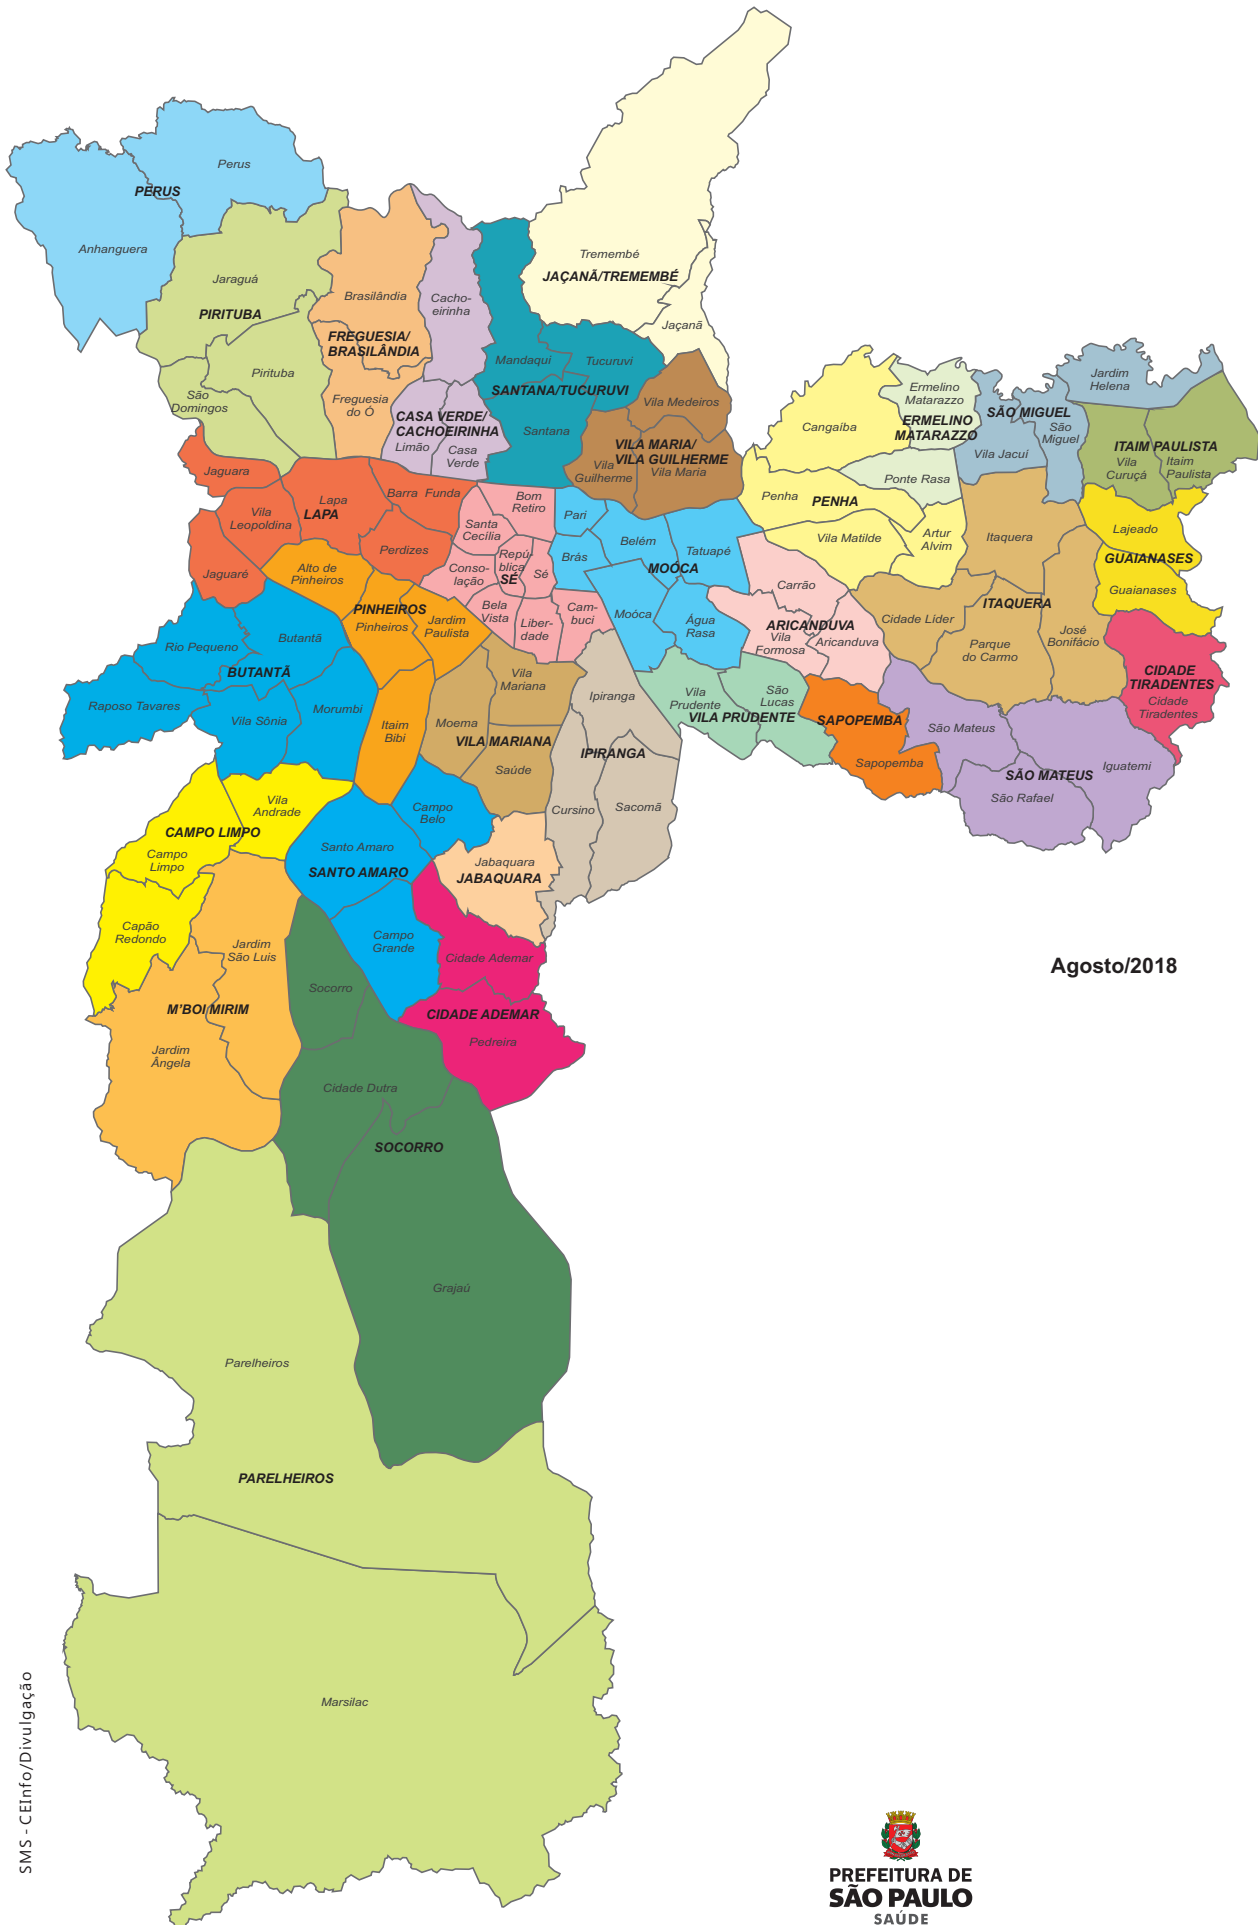 Perus
PERUS
Anhanguera
Jaraguá
PIRITUBA
Pirituba
São
Domingos
Brasilândia
FREGUESIA/
BRASILÂNDIA
Freguesia
do Ó
Cacho-
eirinha
CASA VERDE/
CACHOEIRINHA
Limão
Casa
Verde
Mandaqui
Tucuruvi
SANTANA/TUCURUVI
Santana
Tremembé
JAÇANÃ/TREMEMBÉ
Jaçanã
Vila Medeiros
VILA MARIA/
VILA GUILHERME
Vila
Guilherme
Vila Maria
Cangaiba
Ermelino
Matarazzo
ERMELINO
MATARAZZO
Ponte Rasa
Jardim
Helena
SÃO MIGUEL
São
Miguel
Vila Jacuí
ITAIM PAULISTA
Vila
Curuçá
Itaim
Paulista
Penha
PENHA
Vila Matilde
Artur
Alvim
Lajeado
GUAIANASES
Guaianases
Itaquera
ITAQUERA
Cidade Lider
Parque
do Carmo
José
Bonifácio
CIDADE
TIRADENTES
Cidade
Tiradentes
Jaguara
Vila
Leopoldina
Lapa
LAPA
Barra Funda
Perdizes
Jaguaré
Bom
Retiro
Santa
Cecília
Repú-
blica
SÉ
Sé
Conso-
lação
Bela
Vista
Liber-
dade
Cam-
buci
Pari
Brás
Belém
Tatuapé
MOÓCA
Moóca
Água
Rasa
Carrão
ARICANDUVA
Vila
Formosa
Aricanduva
Alto de
Pinheiros
PINHEIROS
Pinheiros
Jardim
Paulista
Itaim
Bibi
Butantã
Rio Pequeno
BUTANTÃ
Raposo Tavares
Vila Sônia
Morumbi
Vila
Mariana
Moema
VILA MARIANA
Saúde
Ipiranga
IPIRANGA
Cursino
Sacomã
Vila
Prudente
São
Lucas
VILA PRUDENTE
SAPOPEMBA
Sapopemba
São Mateus
SÃO MATEUS
Iguatemi
São Rafael
Vila
Andrade
CAMPO LIMPO
Campo
Limpo
Capão
Redondo
Campo
Belo
Santo Amaro
SANTO AMARO
Campo
Grande
Jabaquara
JABAQUARA
Cidade Ademar
CIDADE ADEMAR
Pedreira
Jardim
São Luis
M'BOI MIRIM
Jardim
Ângela
Socorro
Cidade Dutra
SOCORRO
Grajaú
Parelheiros
PARELHEIROS
Marsilac
Agosto/2018
SMS - CEInfo/Divulgação
PREFEITURA DE
SÃO PAULO
SAÚDE